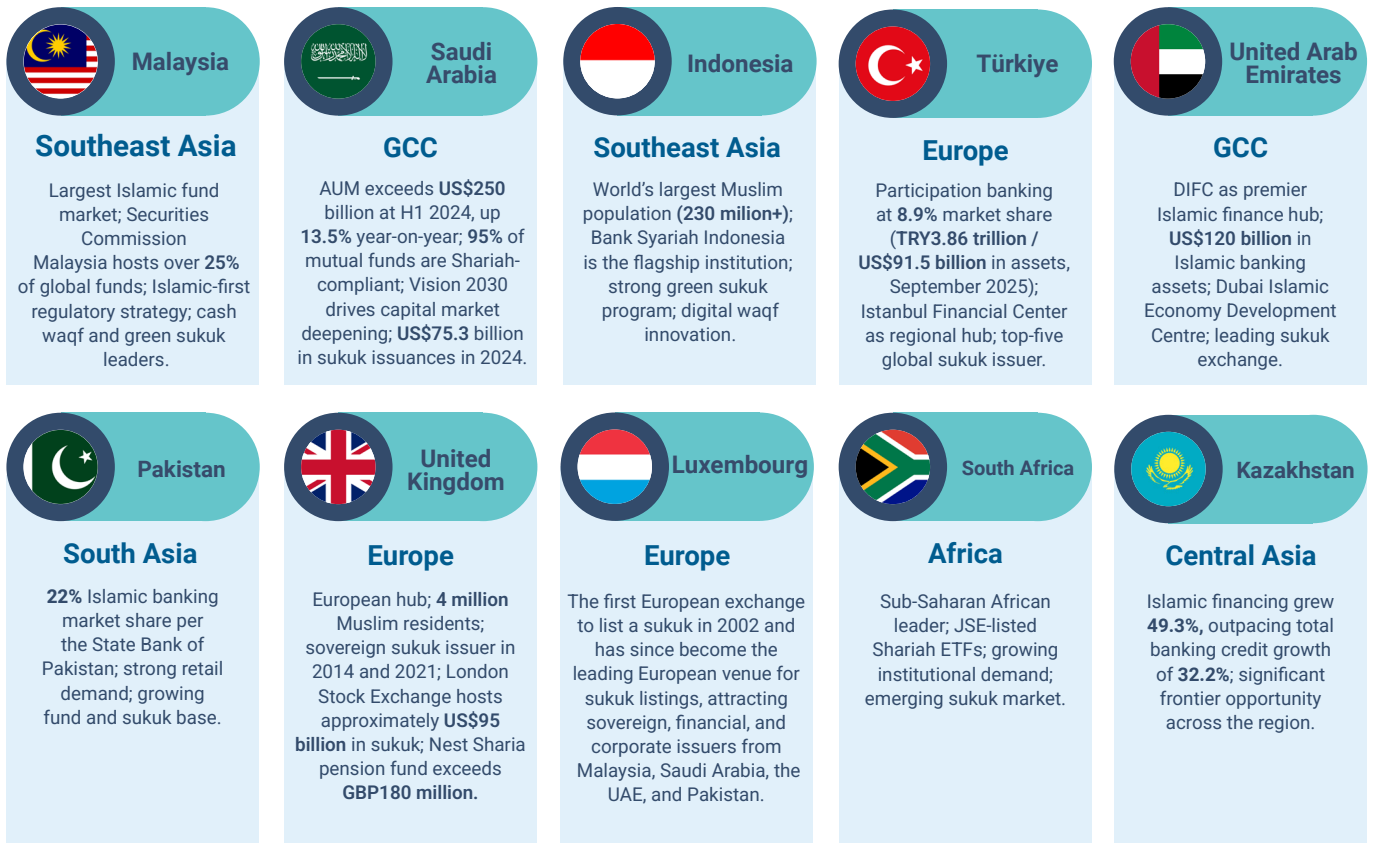 Malaysia
Southeast Asia
Largest Islamic fund
market; Securities
Commission
Malaysia hosts over 25%
of global funds; Islamic-first
regulatory strategy; cash
waqf and green sukuk
leaders.
Saudi
Arabia
GCC
AUM exceeds US$250
billion at H1 2024, up
13.5% year-on-year; 95% of
mutual funds are Shariah-
compliant; Vision 2030
drives capital market
deepening; US$75.3 billion
in sukuk issuances in 2024.
Indonesia
Southeast Asia
World's largest Muslim
population (230 milion+);
Bank Syariah Indonesia
is the flagship institution;
strong green sukuk
program; digital waqf
innovation.
Türkiye
Europe
Participation banking
at 8.9% market share
(TRY3.86 trillion /
US$91.5 billion in assets,
September 2025);
Istanbul Financial Center
as regional hub; top-five
global sukuk issuer.
United Arab
Emirates
GCC
DIFC as premier
Islamic finance hub;
US$120 billion in
Islamic banking
assets; Dubai Islamic
Economy Development
Centre; leading sukuk
exchange.
Pakistan
South Asia
22% Islamic banking
market share per
the State Bank of
Pakistan; strong retail
demand; growing
fund and sukuk base.
United
Kingdom
Europe
European hub; 4 million
Muslim residents;
sovereign sukuk issuer in
2014 and 2021; London
Stock Exchange hosts
approximately US$95
billion in sukuk; Nest Sharia
pension fund exceeds
GBP180 million.
Luxembourg
Europe
The first European exchange
to list a sukuk in 2002 and
has since become the
leading European venue for
sukuk listings, attracting
sovereign, financial, and
corporate issuers from
Malaysia, Saudi Arabia, the
UAE, and Pakistan.
South Africa
Africa
Sub-Saharan African
leader; JSE-listed
Shariah ETFs; growing
institutional demand;
emerging sukuk market.
Kazakhstan
Central Asia
Islamic financing grew
49.3%, outpacing total
banking credit growth
of 32.2%; significant
frontier opportunity
across the region.